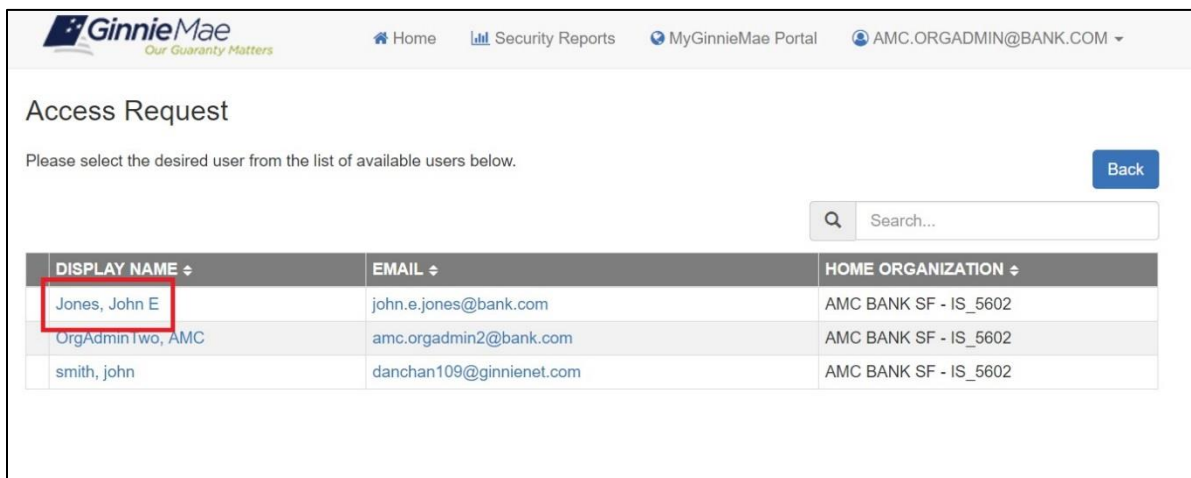 GinnieMae
Our Guaranty Matters
Home Security Reports MyGinnieMae Portal AMC.ORGADMIN@BANK.COM
Access Request
Please select the desired user from the list of available users below.
Back
Search...
DISPLAY NAME EMAIL HOME ORGANIZATION
Jones, John E john.e.jones@bank.com AMC BANK SF - IS_5602
OrgAdminTwo, AMC amc.orgadmin2@bank.com AMC BANK SF - IS_5602
smith, john danchan109@ginnienet.com AMC BANK SF - IS_5602